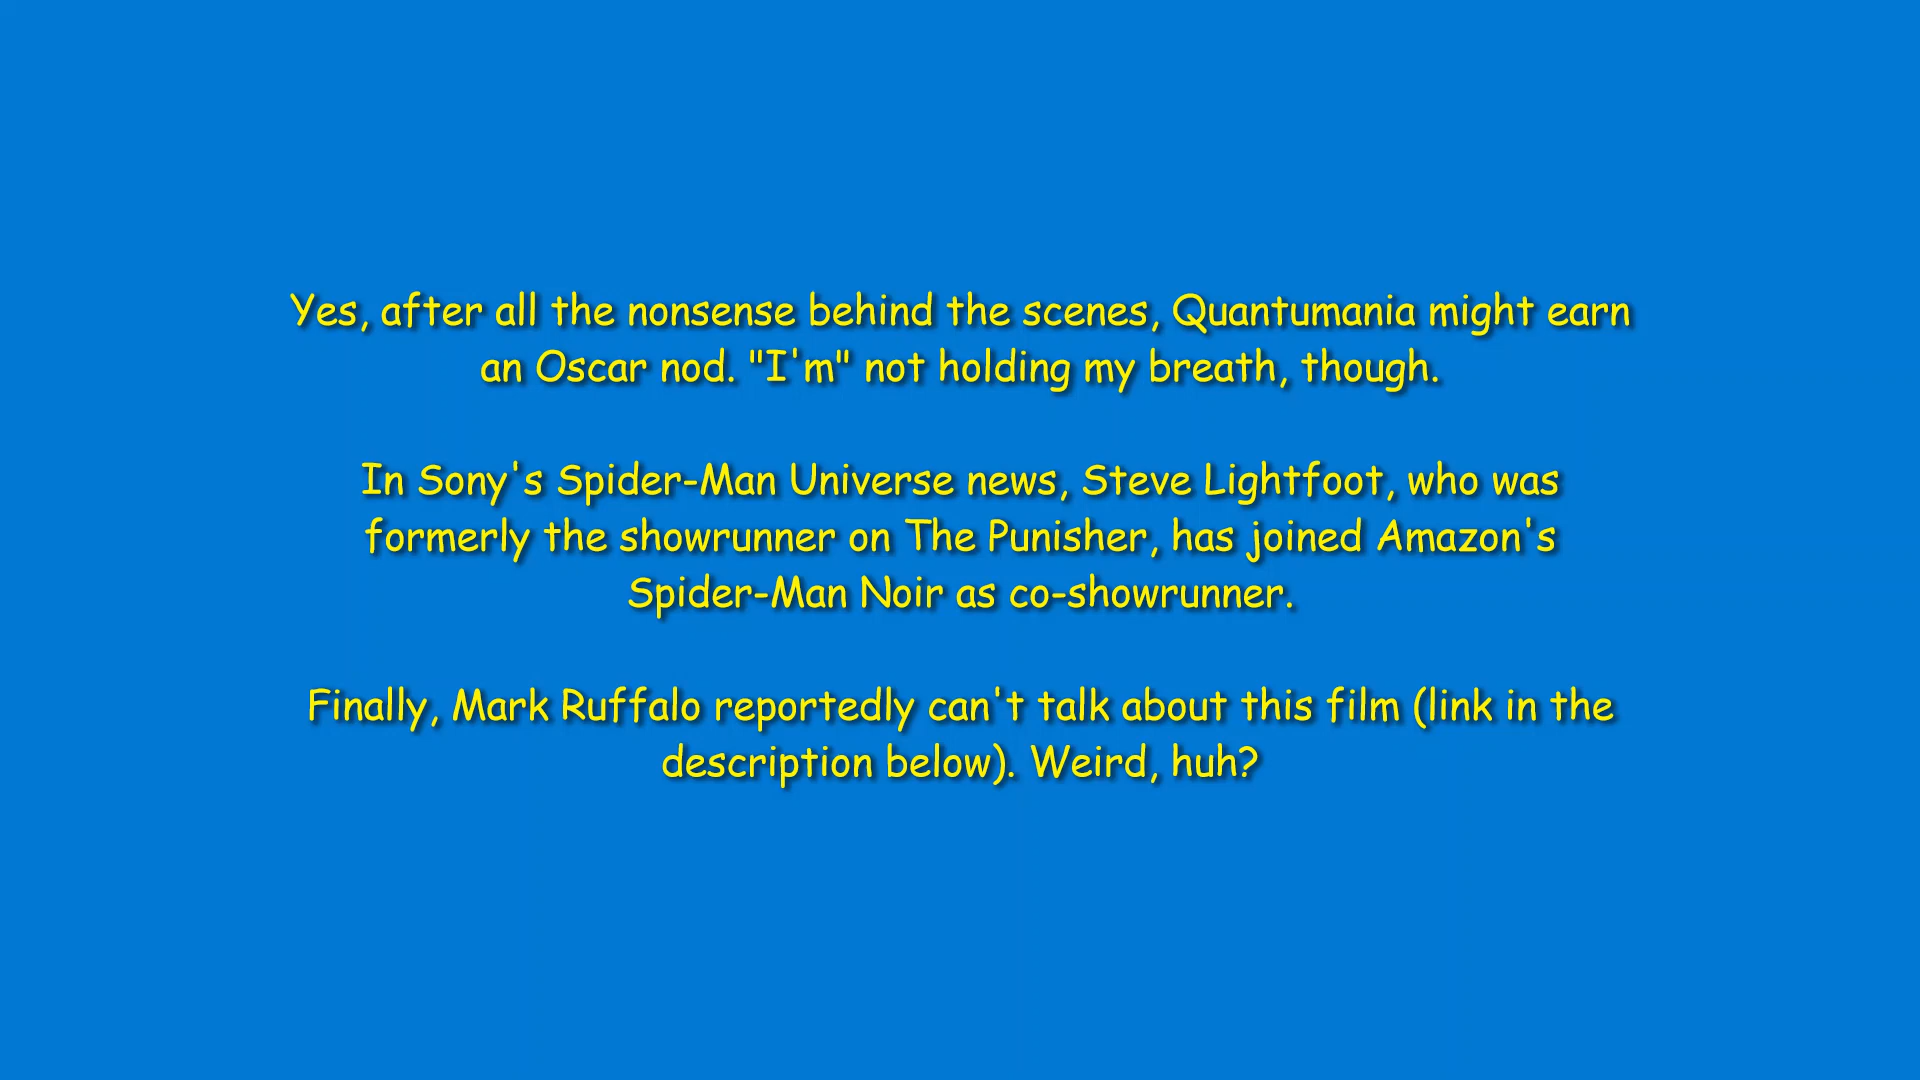 Yes, after all the nonsense behind the scenes, Quantumania might earn
an Oscar nod. "I'm" not holding my breath, though.
In Sony's Spider-Man Universe news, Steve Lightfoot, who was
formerly the showrunner on The Punisher, has joined Amazon's
Spider-Man Noir as co-showrunner.
Finally, Mark Ruffalo reportedly can't talk about this film (link in the
description below). Weird, huh?